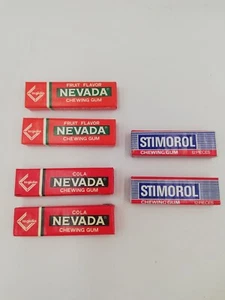 FRUIT FLAVOR
NEVADA
CHEWING GUM
FRUIT FLAVOR
NEVADA
CHEWING GUM
COLA
NEVADA
CHEWING GUM
COLA
NEVADA
CHEWING GUM
STIMOROL
CHEWING GUM
STIMOROL
CHEWING GUM